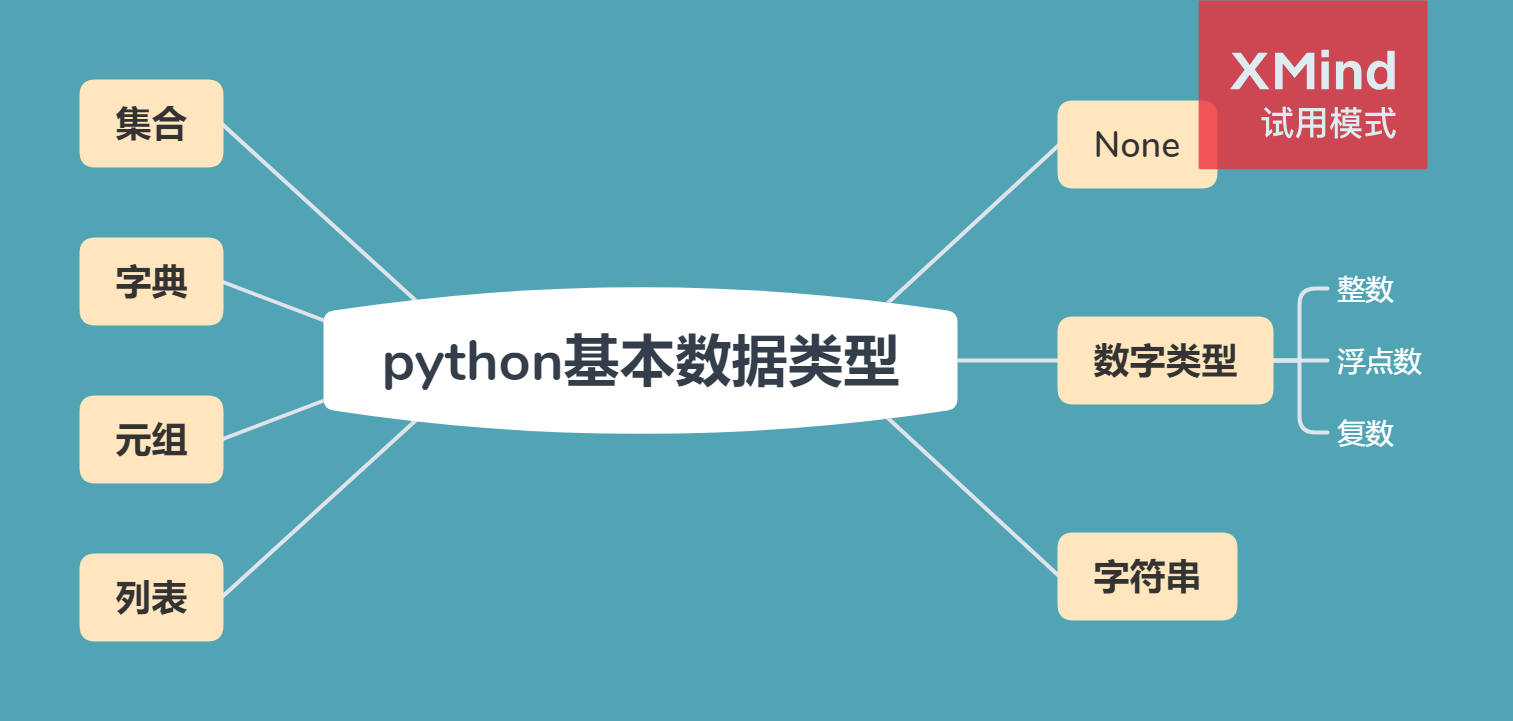 XMind
试用模式
集合
None
字典
整数
python基本数据类型
数字类型
浮点数
元组
复数
字符串
列表